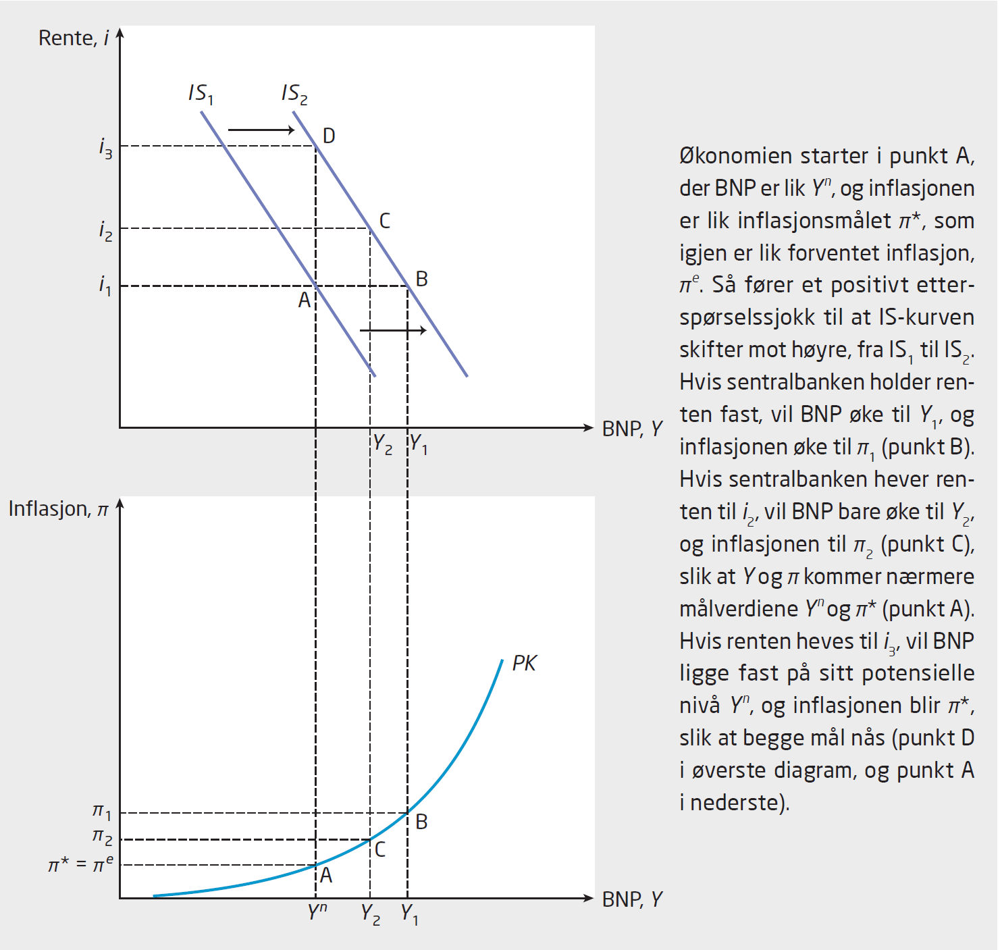 Rente, i
IS1
IS2
D
i3
C
i2
B
i1
A
BNP, Y
Y2
Y1
Inflasjon, π
PK
π1
B
π2
C
π* = πe
A
BNP, Y
Yn
Y2
Y1
Økonomien starter i punkt A,
der BNP er lik Yn, og inflasjonen
er lik inflasjonsmålet π*, som
igjen er lik forventet inflasjon,
πe. Så fører et positivt etter-
spørselssjokk til at IS-kurven
skifter mot høyre, fra IS1 til IS2.
Hvis sentralbanken holder ren-
ten fast, vil BNP øke til Y1, og
inflasjonen øke til π1 (punkt B).
Hvis sentralbanken hever ren-
ten til i2, vil BNP bare øke til Y2,
og inflasjonen til π2 (punkt C),
slik at Y og π kommer nærmere
målverdiene Yn og π* (punkt A).
Hvis renten heves til i3, vil BNP
ligge fast på sitt potensielle
nivå Yn, og inflasjonen blir π*,
slik at begge mål nås (punkt D
i øverste diagram, og punkt A
i nederste).